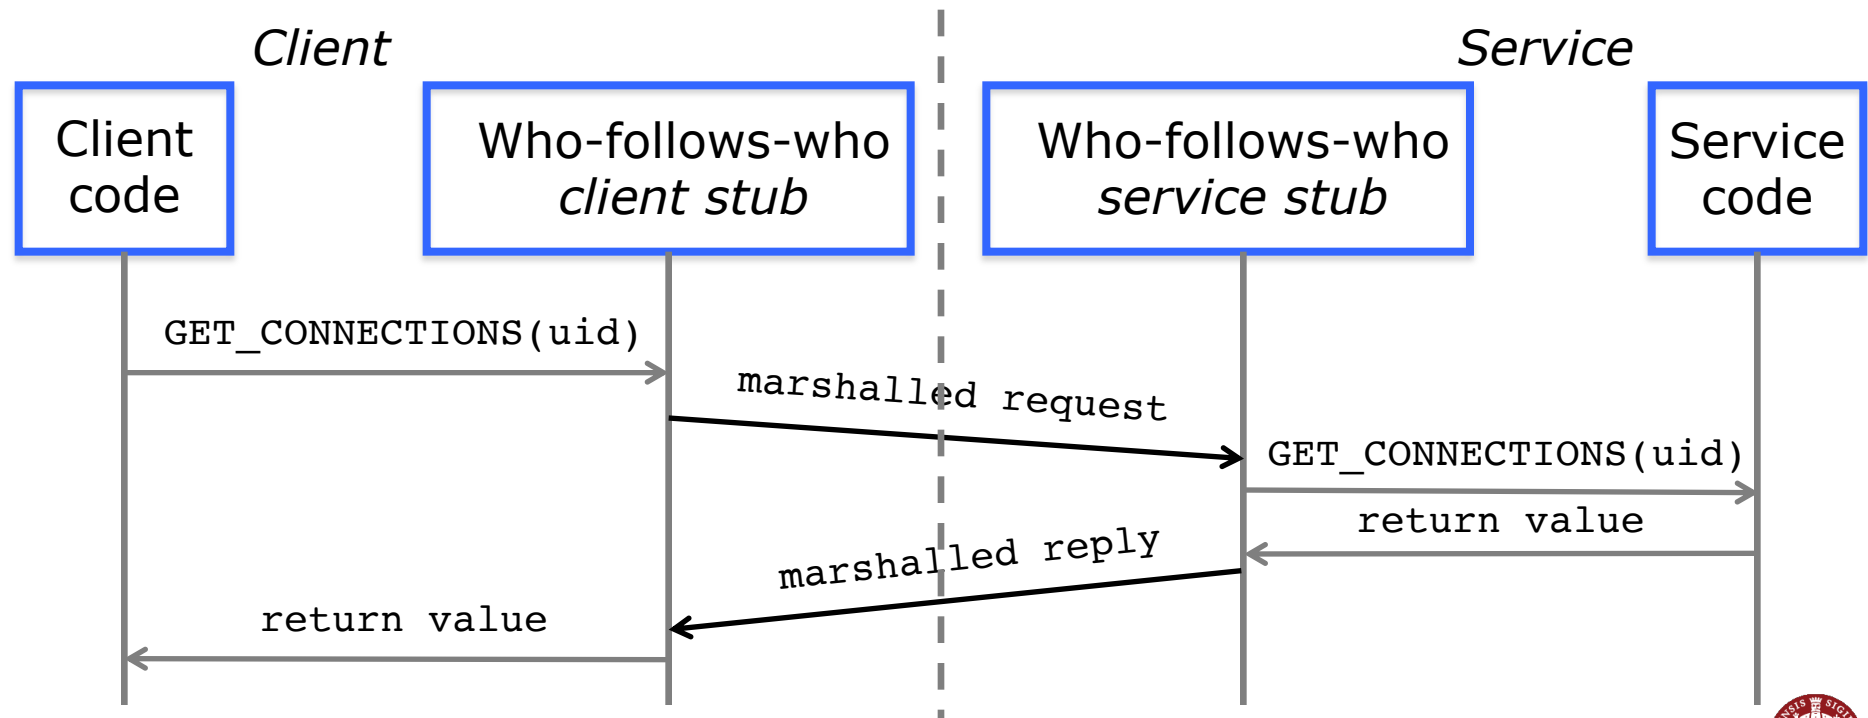 Client
Service
Client
code
Who-follows-who
client stub
Who-follows-who
service stub
Service
code
GET_CONNECTIONS(uid)
marshalled request
GET_CONNECTIONS(uid)
return value
marshalled reply
return value